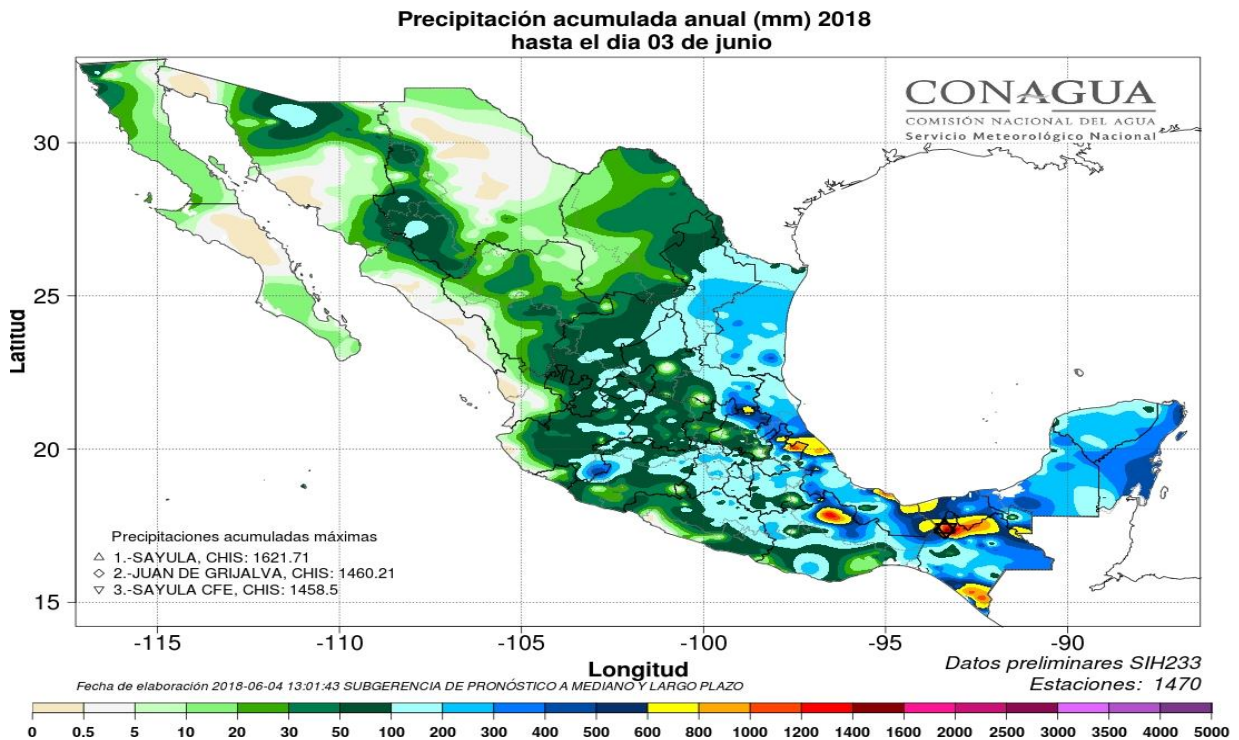 Precipitación acumulada anual (mm) 2018
hasta el dia 03 de junio
CONAGUA
COMISIÓN NACIONAL DEL AGUA
Servicio Meteorológico Nacional
30
25
20
15
Latitud
Precipitaciones acumuladas máximas
1.-SAYULA, CHIS: 1621.71
2.-JUAN DE GRIJALVA, CHIS: 1460.21
3.-SAYULA CFE, CHIS: 1458.5
-115 -110 -105 -100 -95 -90
Longitud
Datos preliminares SIH233
Estaciones: 1470
Fecha de elaboración 2018-06-04 13:01:43 SUBGERENCIA DE PRONÓSTICO A MEDIANO Y LARGO PLAZO
0 0.5 5 10 20 30 50 100 200 300 400 500 600 800 1000 1200 1400 1600 2000 2500 3000 3500 4000 5000